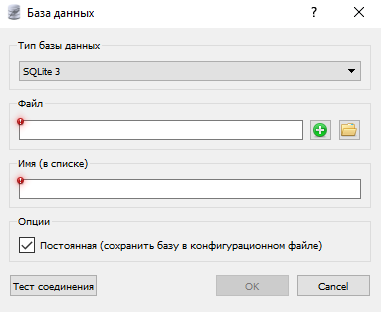 База данных
Тип базы данных
SQLite 3
Файл
Имя (в списке)
Опции
Постоянная (сохранить базу в конфигурационном файле)
Тест соединения
OK
Cancel